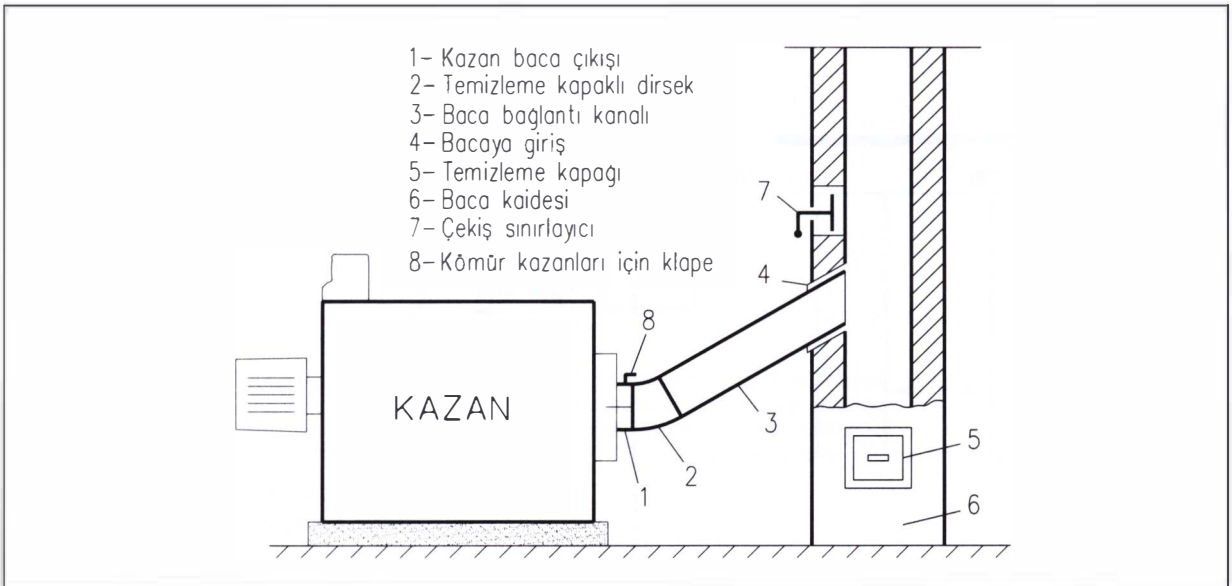 1- Kazan baca çıkışı
2- Temizleme kapaklı dirsek
3- Baca bağlantı kanalı
4- Bacaya giriş
5- Temizleme kapağı
6- Baca kaidesi
7- Çekiş sınırlayıcı
8- Kömür kazanları için klape
7
4
8
KAZAN
3
5
2
1
6